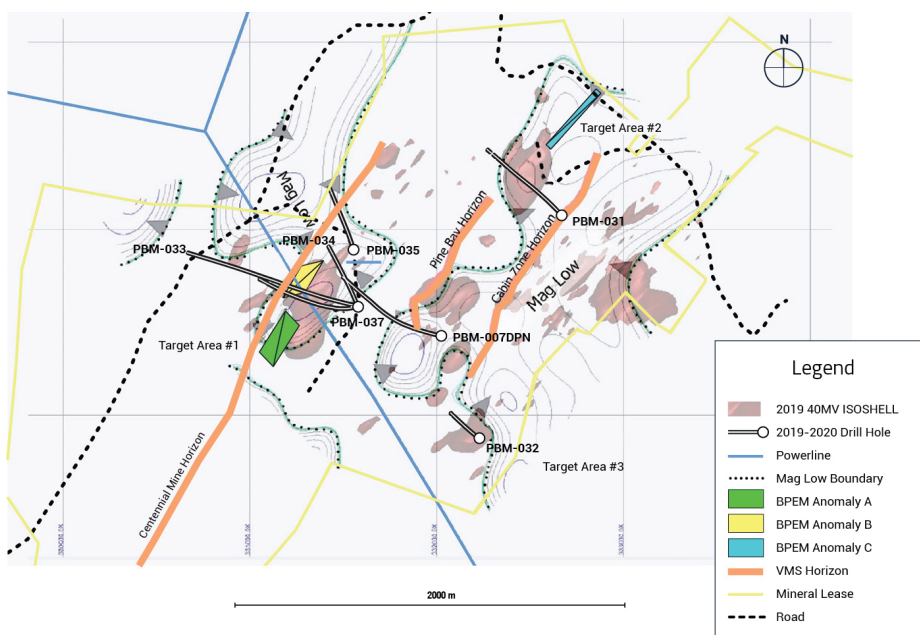 N
Target Area #2
Mag Low
PBM-031
Pine Bay Horizon
Cabin Zone Horizon
PBM-034
PBM-033
PBM-035
Mag Low
PBM-037
PBM-007DPN
Target Area #1
PBM-032
Target Area #3
Centennial Mine Horizon
2000 m
Legend
2019 40MV ISOSHELL
2019-2020 Drill Hole
Powerline
Mag Low Boundary
BPEM Anomaly A
BPEM Anomaly B
BPEM Anomaly C
VMS Horizon
Mineral Lease
Road